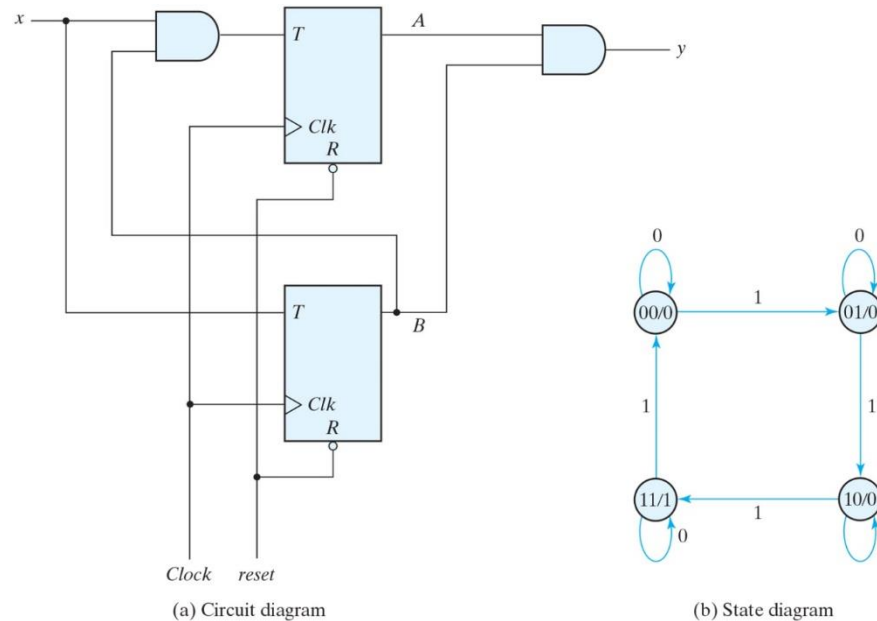 x
T
A
y
Clk
R
T
B
Clk
R
Clock reset
(a) Circuit diagram
0 0
00/0 1 01/0
1 1
11/1 1 10/0
0
(b) State diagram